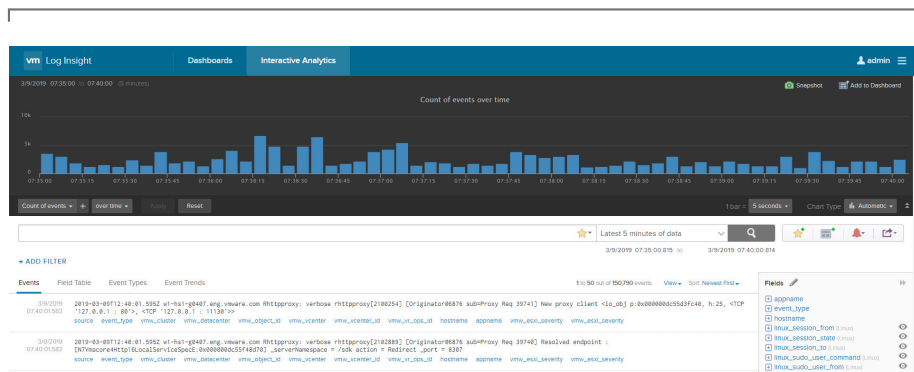 vm Log Insight Dashboards Interactive Analytics admin
3/9/2019 07:35:00 to 07:40:00 (5 minutes) Snapshot Add to Dashboard
Count of events over time
10k
5k
0
07:35:00 07:35:15 07:35:30 07:35:45 07:36:00 07:36:15 07:36:30 07:36:45 07:37:00 07:37:15 07:37:30 07:37:45 07:38:00 07:38:15 07:38:30 07:38:45 07:39:00 07:39:15 07:39:30 07:39:45 07:40:00
Count of events + over time Apply Reset 1 bar = 5 seconds Chart Type Automatic
Latest 5 minutes of data
3/9/2019 07:35:00.815 to 07:40:00.814
+ ADD FILTER
Events Field Table Event Types Event Trends 1 to 50 out of 150,790 events View Sort: Newest First Fields
3/9/2019 2019-03-09T12:40:01.595Z w1-hs1-g0407.eng.vmware.com Rhttpproxy: verbose rhttpproxy[2100254] [Originator@6876 sub=Proxy Req 39741] New proxy client <io_obj p:0x000000dc55d3fc48, h:25, <TCP
07:40:01.593 '127.0.0.1 : 80'>, <TCP '127.0.0.1 : 11130'>>
source event_type vmw_cluster vmw_datacenter vmw_object_id vmw_vcenter vmw_vcenter_id vmw_vr_ops_id hostname appname vmw_esxi_severity vmw_esxi_severity
3/9/2019 2019-03-09T12:40:01.595Z w1-hs1-g0407.eng.vmware.com Rhttpproxy: verbose rhttpproxy[2102889] [Originator@6876 sub=Proxy Req 39740] Resolved endpoint :
07:40:01.583 [N7Vmacore4Http16LocalServiceSpecE:0x000000dc55f48d70] _serverNamespace = /sdk action = Redirect _port = 8307
source event_type vmw_cluster vmw_datacenter vmw_object_id vmw_vcenter vmw_vcenter_id vmw_vr_ops_id hostname appname vmw_esxi_severity vmw_esxi_severity
appname
event_type
hostname
linux_session_from (Linux)
linux_session_state (Linux)
linux_session_to (Linux)
linux_sudo_user_command (Linux)
linux_sudo_user_from (Linux)